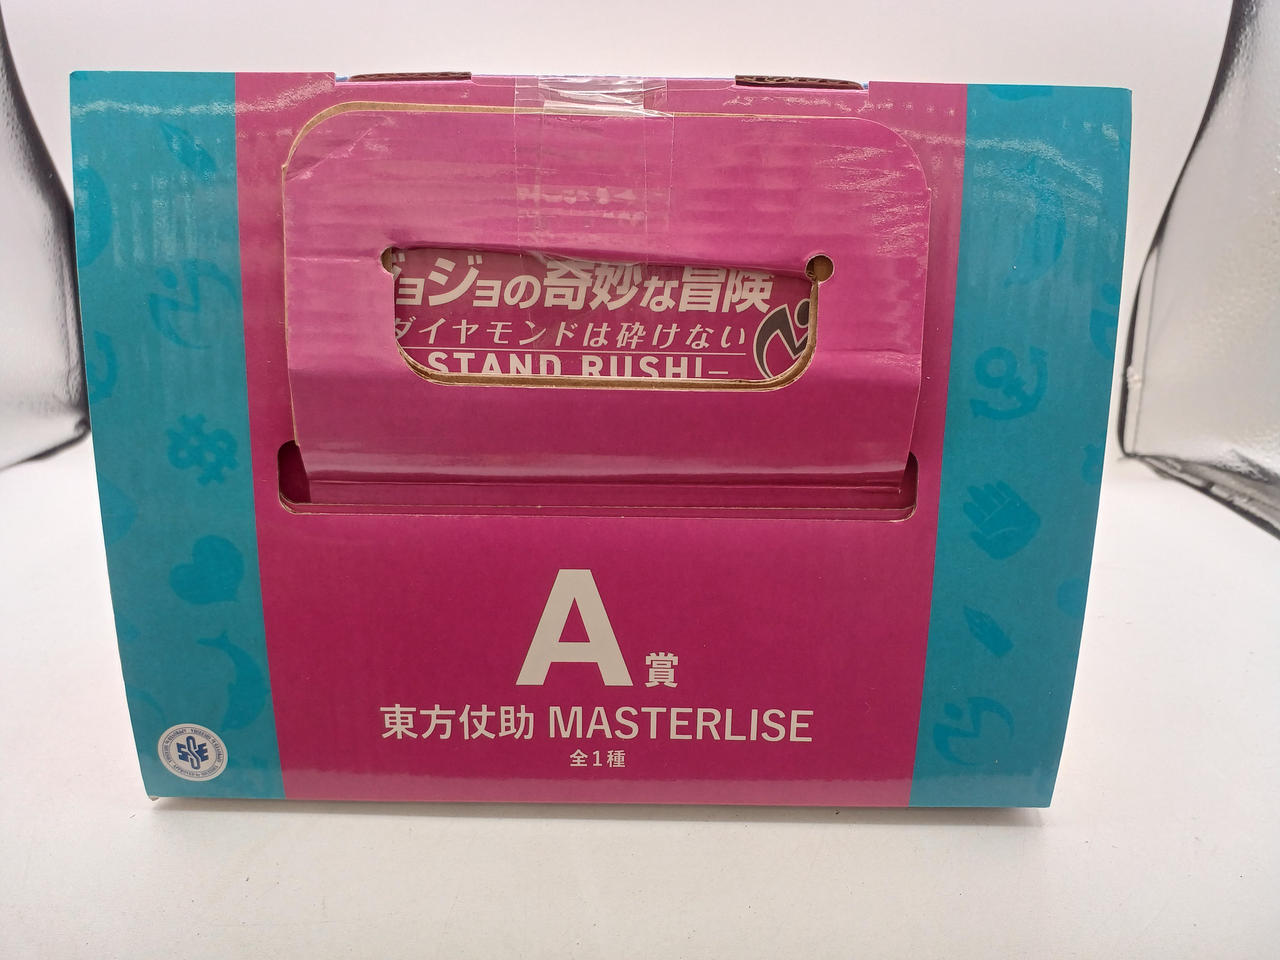 ョジョの奇妙な冒険
ダイヤモンドは砕けない
STAND RUSH!–
A賞
東方仗助 MASTERLISE
全1種